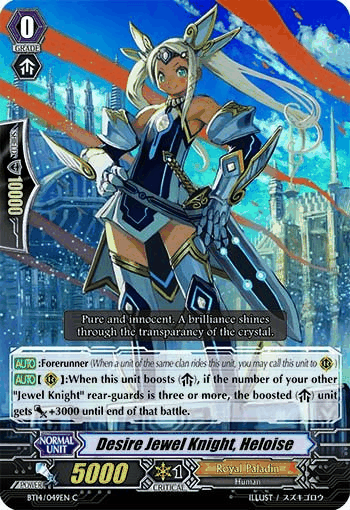 0
GRADE
SHIELD
10000
Pure and innocent. A brilliance shines
through the transparancy of the crystal.
AUTO :Forerunner (When a unit of the same clan rides this unit, you may call this unit to
AUTO [ ]:When this unit boosts ( ), if the number of your other
"Jewel Knight" rear-guards is three or more, the boosted ( ) unit
gets +3000 until end of that battle.
NORMAL
UNIT
Desire Jewel Knight, Heloise
POWER
5000
1
CRITICAL
Royal Paladin
Human
BT14/049EN C
ILLUST / スズキゴロウ